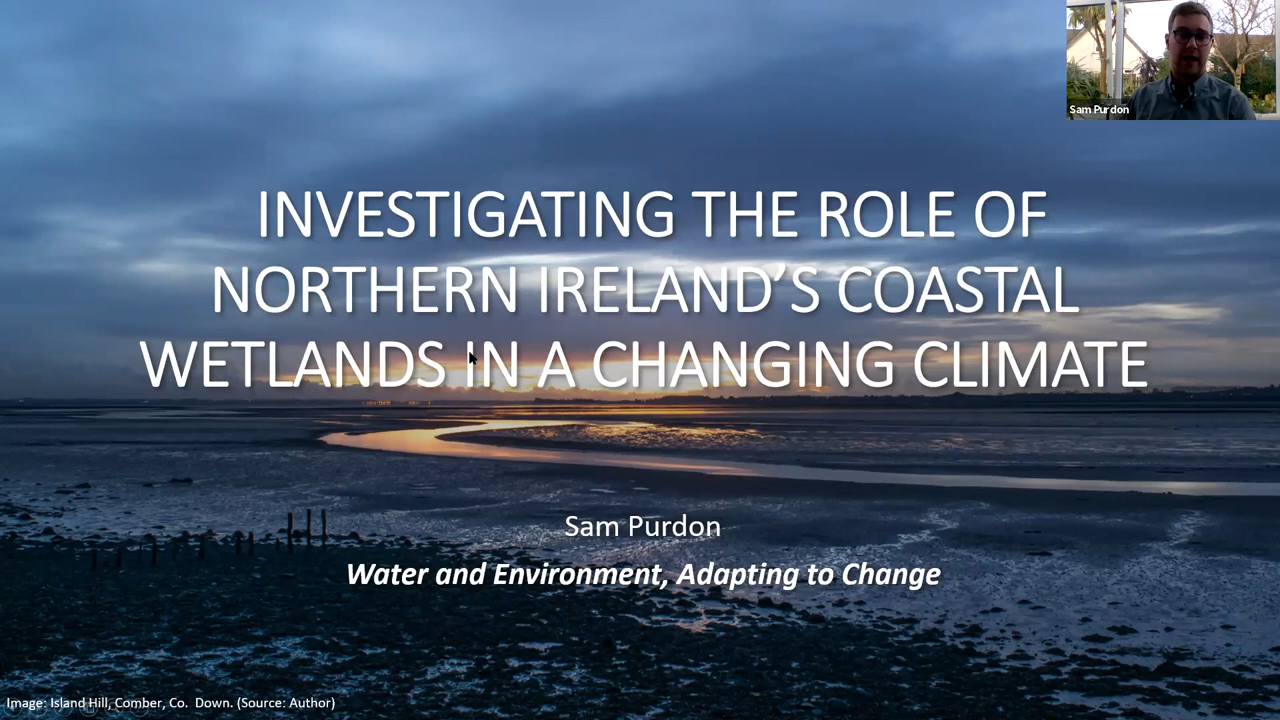 Sam Purdon
INVESTIGATING THE ROLE OF
NORTHERN IRELAND’S COASTAL
WETLANDS IN A CHANGING CLIMATE
Sam Purdon
Water and Environment, Adapting to Change
Image: Island Hill, Comber, Co.  Down. (Source: Author)